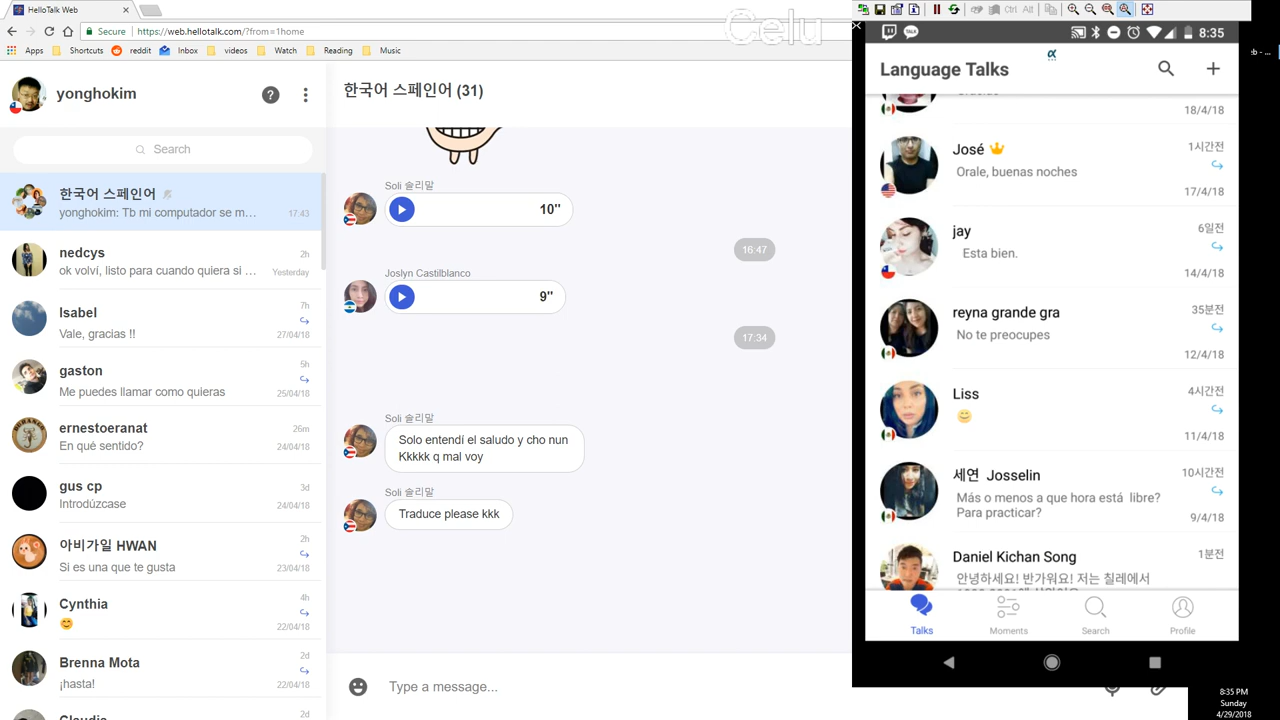 HelloTalk Web
Celu
Secure
https://web.hellotalk.com/?from=1home
Apps
reddit
Interes
videos
Watch
Reading
Music
yonghokim
Search
한국어 스페인어
yonghokim: Tb mi computador se m…
17:43
nedcys
2h
ok volví, listo para cuando quiera si …
Yesterday
Isabel
7h
Vale, gracias !!
27/04/18
gaston
5h
Me puedes llamar como quieras
25/04/18
ernestoeranat
26m
En què sentido?
24/04/18
gus cp
3d
Introdúzcase
24/04/18
아비가일 HWAN
2h
Si es una que te gusta
23/04/18
Cynthia
4h
22/04/18
Brenna Mota
2d
¡hasta!
22/04/18
2d
한국어 스페인어 (31)
Soli 솔리말
10"
16:47
Joslyn Castilblanco
9"
17:34
Soli 솔리말
Solo entendí el saludo y cho nun
Kkkkk q mal voy
Soli 솔리말
Traduce please kkk
Type a message...
Ctrl Alt
TALK
8:35
Language Talks
18/4/18
José
1시간전
Orale, buenas noches
17/4/18
jay
6일전
Esta bien.
14/4/18
reyna grande gra
35분전
No te preocupes
12/4/18
Liss
4시간전
11/4/18
세연 Josselin
10시간전
Más o menos a que hora está libre?
Para practicar?
9/4/18
Daniel Kichan Song
1분전
안녕하세요! 반가워요! 저는 칠레에서
Talks
Moments
Search
Profile
8:35 PM
Sunday
4/29/2018